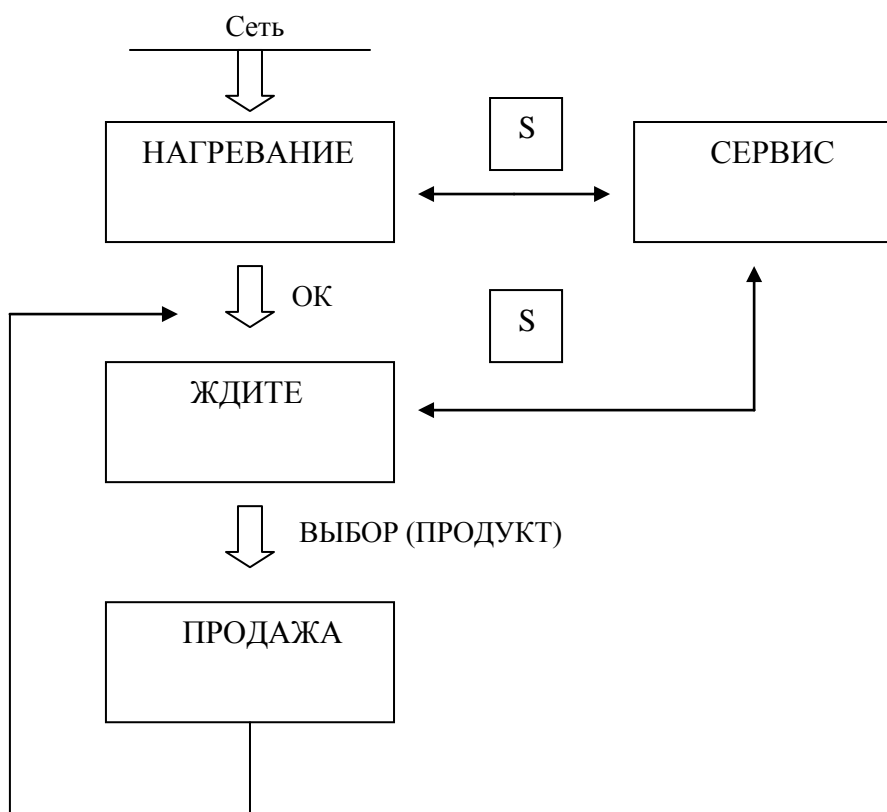 Сеть
НАГРЕВАНИЕ
S
СЕРВИС
ОК
S
ЖДИТЕ
ВЫБОР (ПРОДУКТ)
ПРОДАЖА